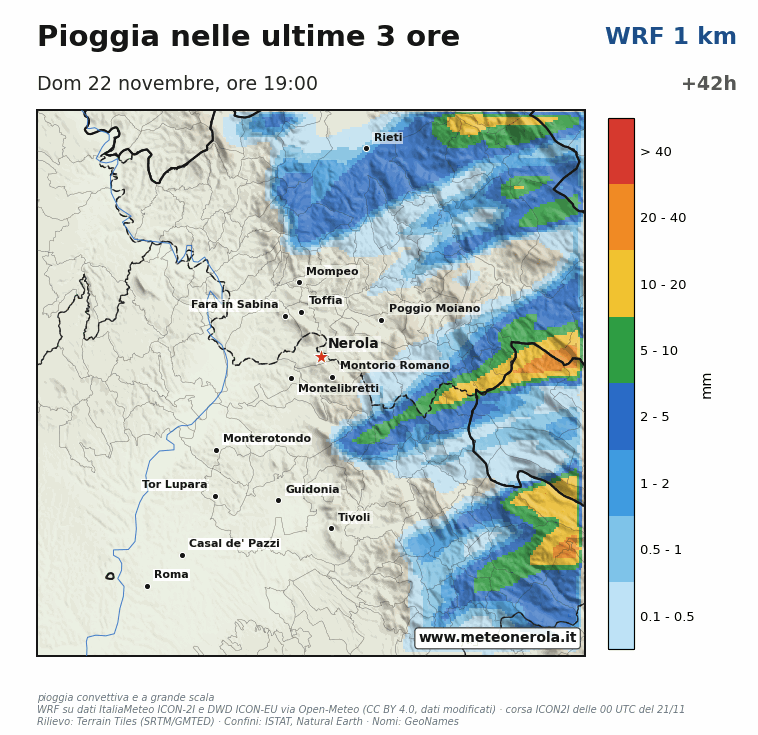 Pioggia nelle ultime 3 ore
WRF 1 km
Dom 22 novembre, ore 19:00
+42h
Rieti
Mompeo
Fara in Sabina
Toffia
Poggio Moiano
Nerola
Montorio Romano
Montelibretti
Monterotondo
Tor Lupara
Guidonia
Tivoli
Casal de' Pazzi
Roma
www.meteonerola.it
> 40
20 - 40
10 - 20
5 - 10
2 - 5
1 - 2
0.5 - 1
0.1 - 0.5
mm
pioggia convettiva e a grande scala
WRF su dati ItaliaMeteo ICON-2I e DWD ICON-EU via Open-Meteo (CC BY 4.0, dati modificati) · corsa ICON2I delle 00 UTC del 21/11
Rilievo: Terrain Tiles (SRTM/GMTED) · Confini: ISTAT, Natural Earth · Nomi: GeoNames